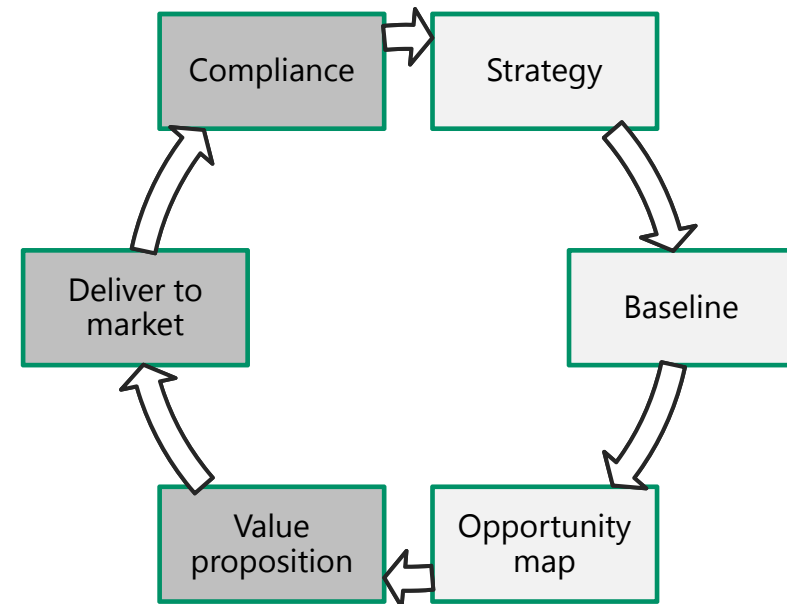 Compliance
Strategy
Deliver to
market
Baseline
Value
proposition
Opportunity
map